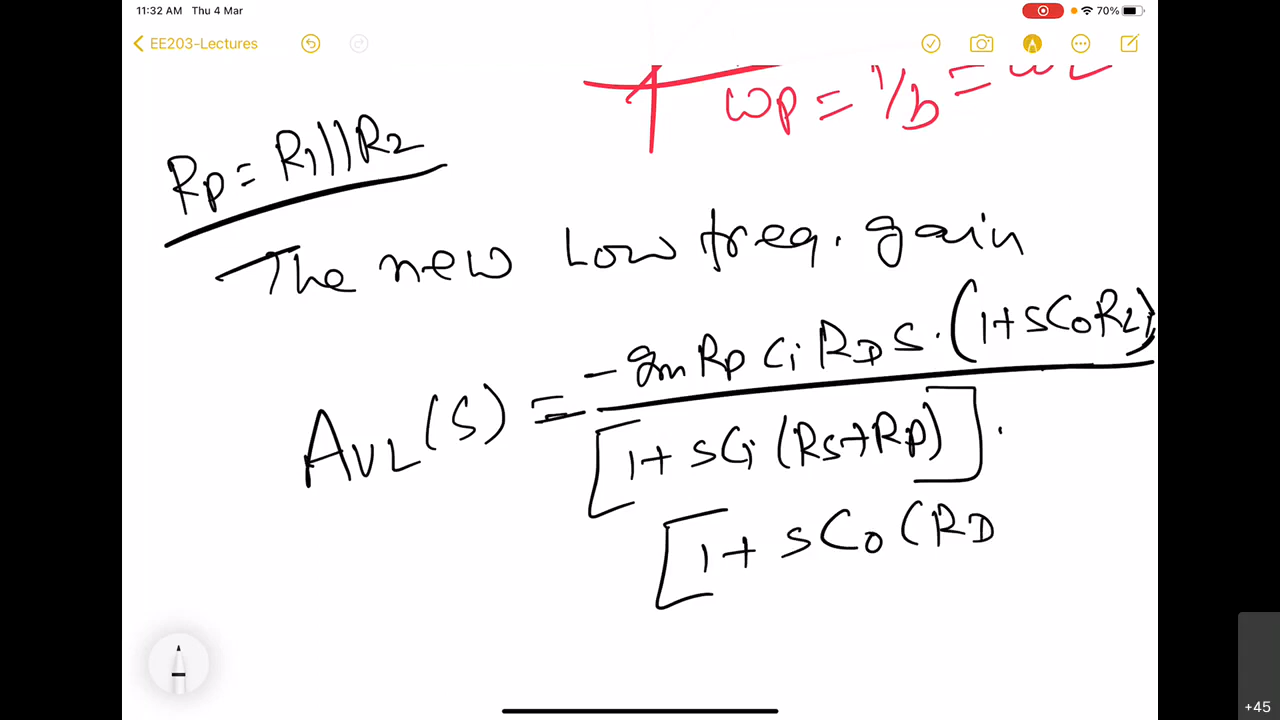 11:32 AM Thu 4 Mar
70%
EE203-Lectures
ωp = 1/b = ωL
Rp = R1||R2
The new Low freq. gain
- gm Rp Ci RD S . (1+ sCoRL)
AVL(s) =
[1+ sCi (Rs+Rp)] .
[1+ sCo (RD
+45